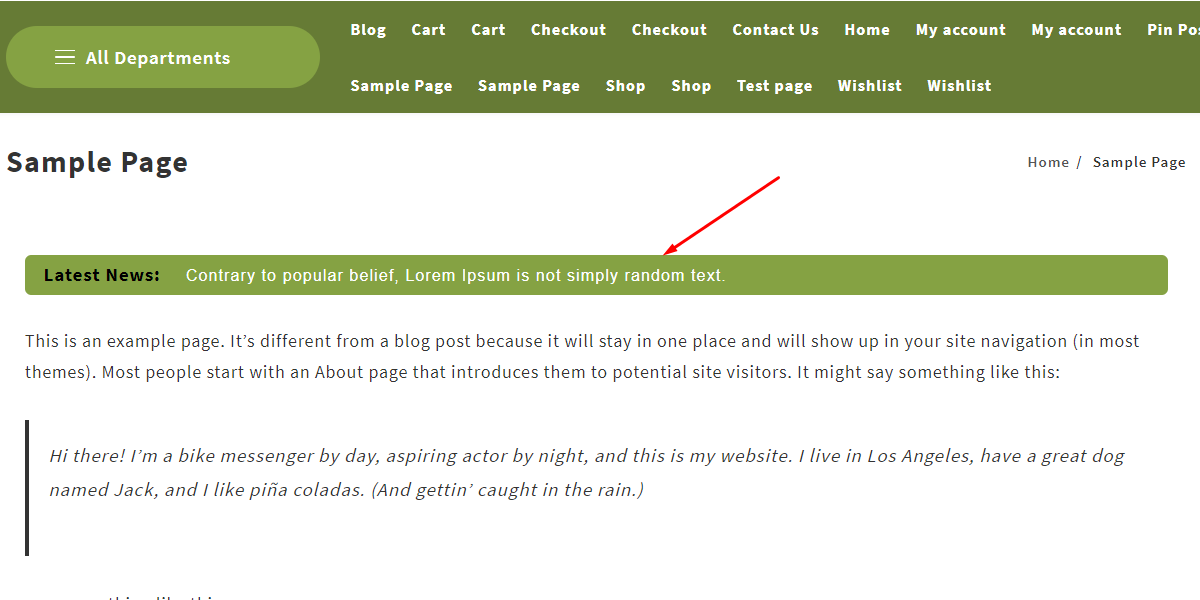 All Departments
Blog Cart Cart Checkout Checkout Contact Us Home My account My account Pin Pos
Sample Page Sample Page Shop Shop Test page Wishlist Wishlist
Sample Page
Home / Sample Page
Latest News: Contrary to popular belief, Lorem Ipsum is not simply random text.
This is an example page. It’s different from a blog post because it will stay in one place and will show up in your site navigation (in most
themes). Most people start with an About page that introduces them to potential site visitors. It might say something like this:
Hi there! I’m a bike messenger by day, aspiring actor by night, and this is my website. I live in Los Angeles, have a great dog
named Jack, and I like piña coladas. (And gettin’ caught in the rain.)